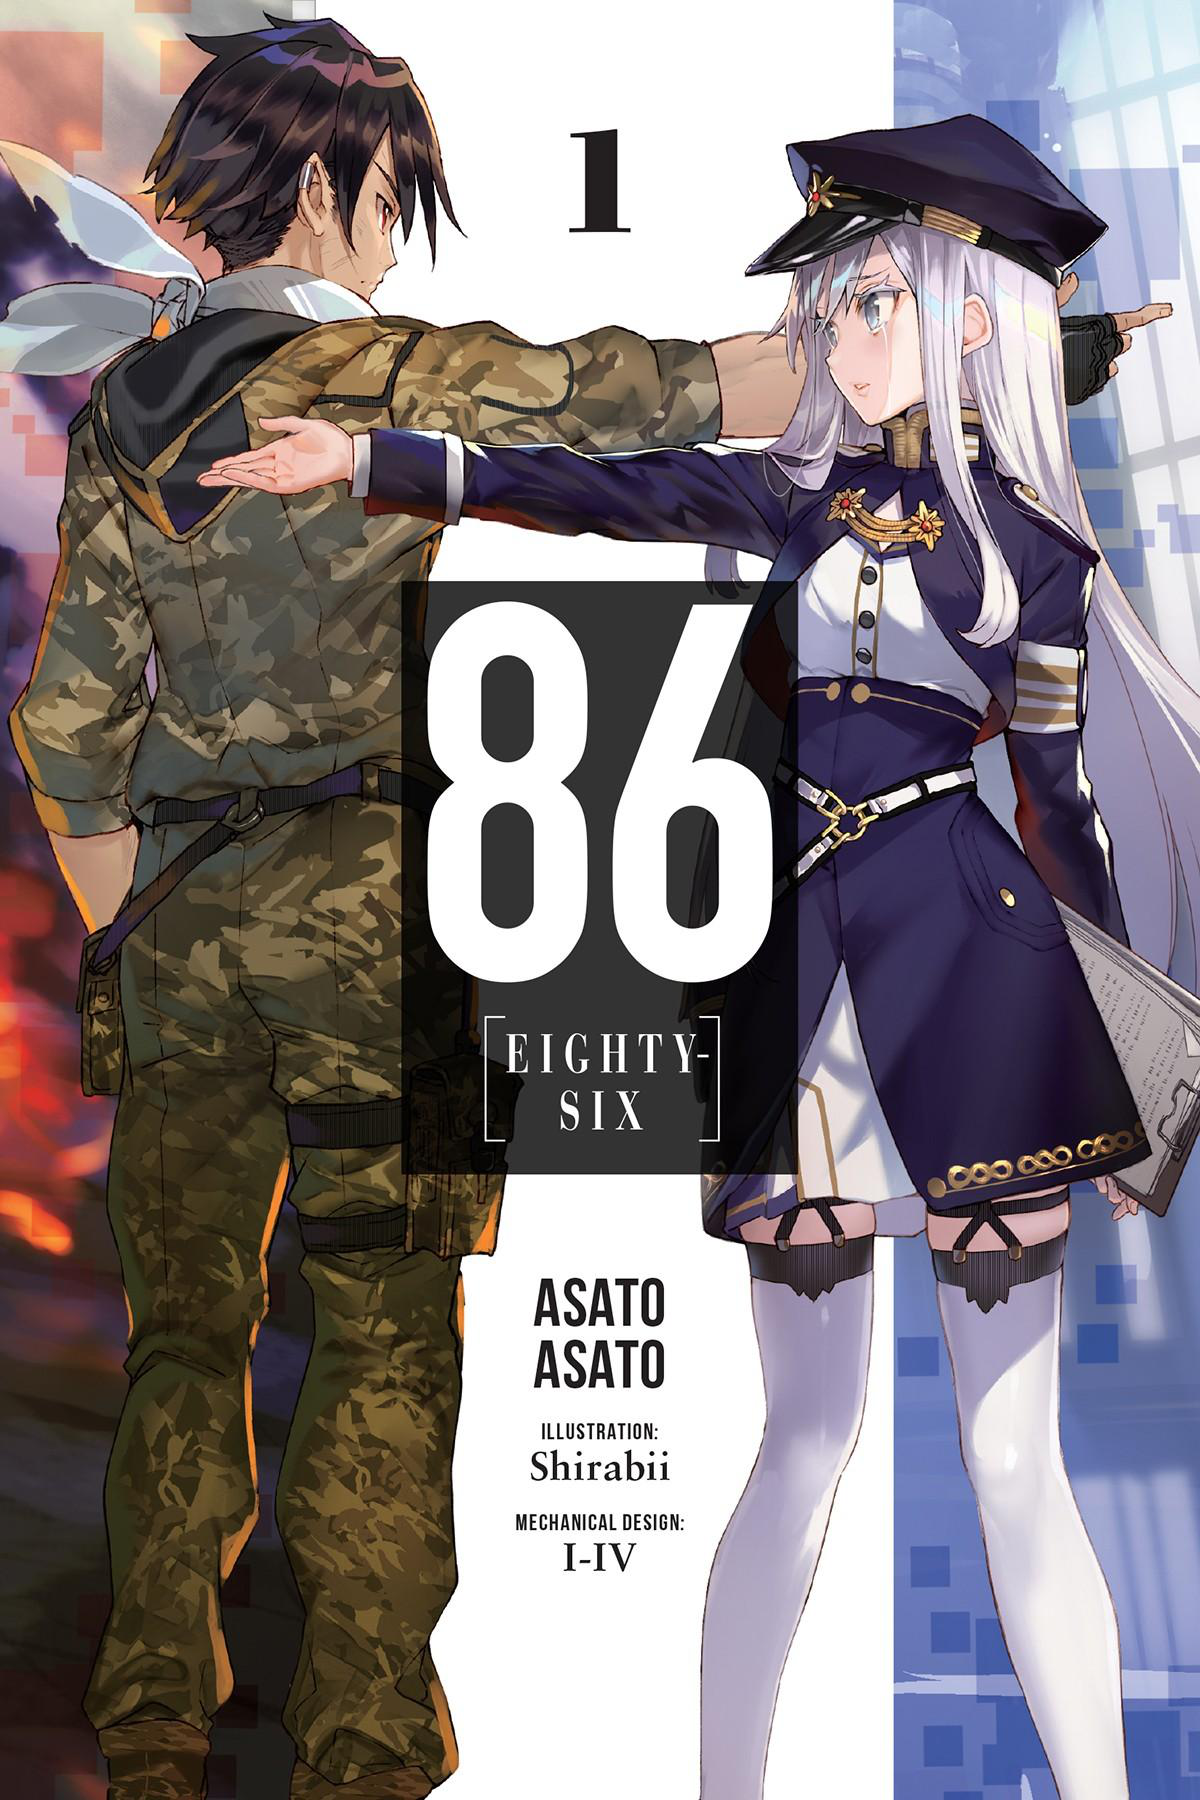 1
86
[EIGHTY-
SIX]
ASATO
ASATO
ILLUSTRATION:
Shirabii
MECHANICAL DESIGN:
I-IV